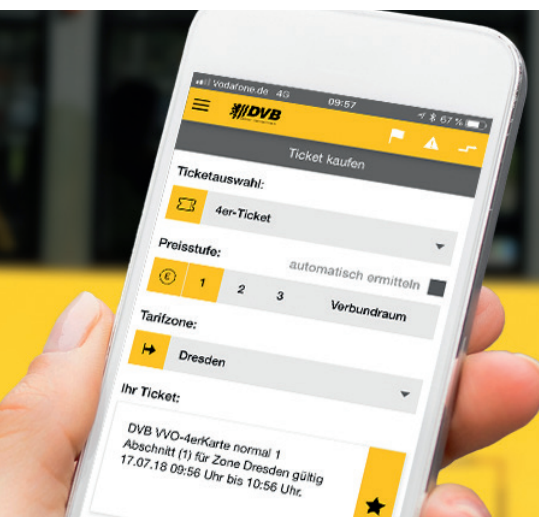 Vodafone.de 4G 09:57 67 %
DVB
Ticket kaufen
Ticketauswahl:
4er-Ticket
Preisstufe:
automatisch ermitteln
1 2 3 Verbundraum
Tarifzone:
Dresden
Ihr Ticket:
DVB VVO-4erKarte normal 1
Abschnitt (1) für Zone Dresden gültig
17.07.18 09:56 Uhr bis 10:56 Uhr.